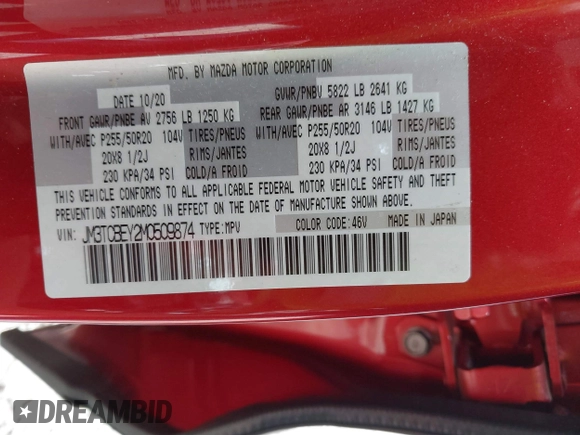 MFD. BY MAZDA MOTOR CORPORATION
DATE 10/20 GVWR/PNBV 5822 LB 2641 KG
FRONT GAWR/PNBE AV 2756 LB 1250 KG REAR GAWR/PNBE AR 3146 LB 1427 KG
WITH/AVEC P255/50R20 104V TIRES/PNEUS WITH/AVEC P255/50R20 104V TIRES/PNEUS
20X8 1/2J RIMS/JANTES 20X8 1/2J RIMS/JANTES
230 KPA/34 PSI COLD/A FROID 230 KPA/34 PSI COLD/A FROID
THIS VEHICLE CONFORMS TO ALL APPLICABLE FEDERAL MOTOR VEHICLE SAFETY AND THEFT
PREVENTION STANDARDS IN EFFECT ON THE DATE OF MANUFACTURE SHOWN ABOVE.
VIN: JM3TCBEY2M0509874 TYPE:MPV COLOR CODE:46V MADE IN JAPAN
DREAMBID